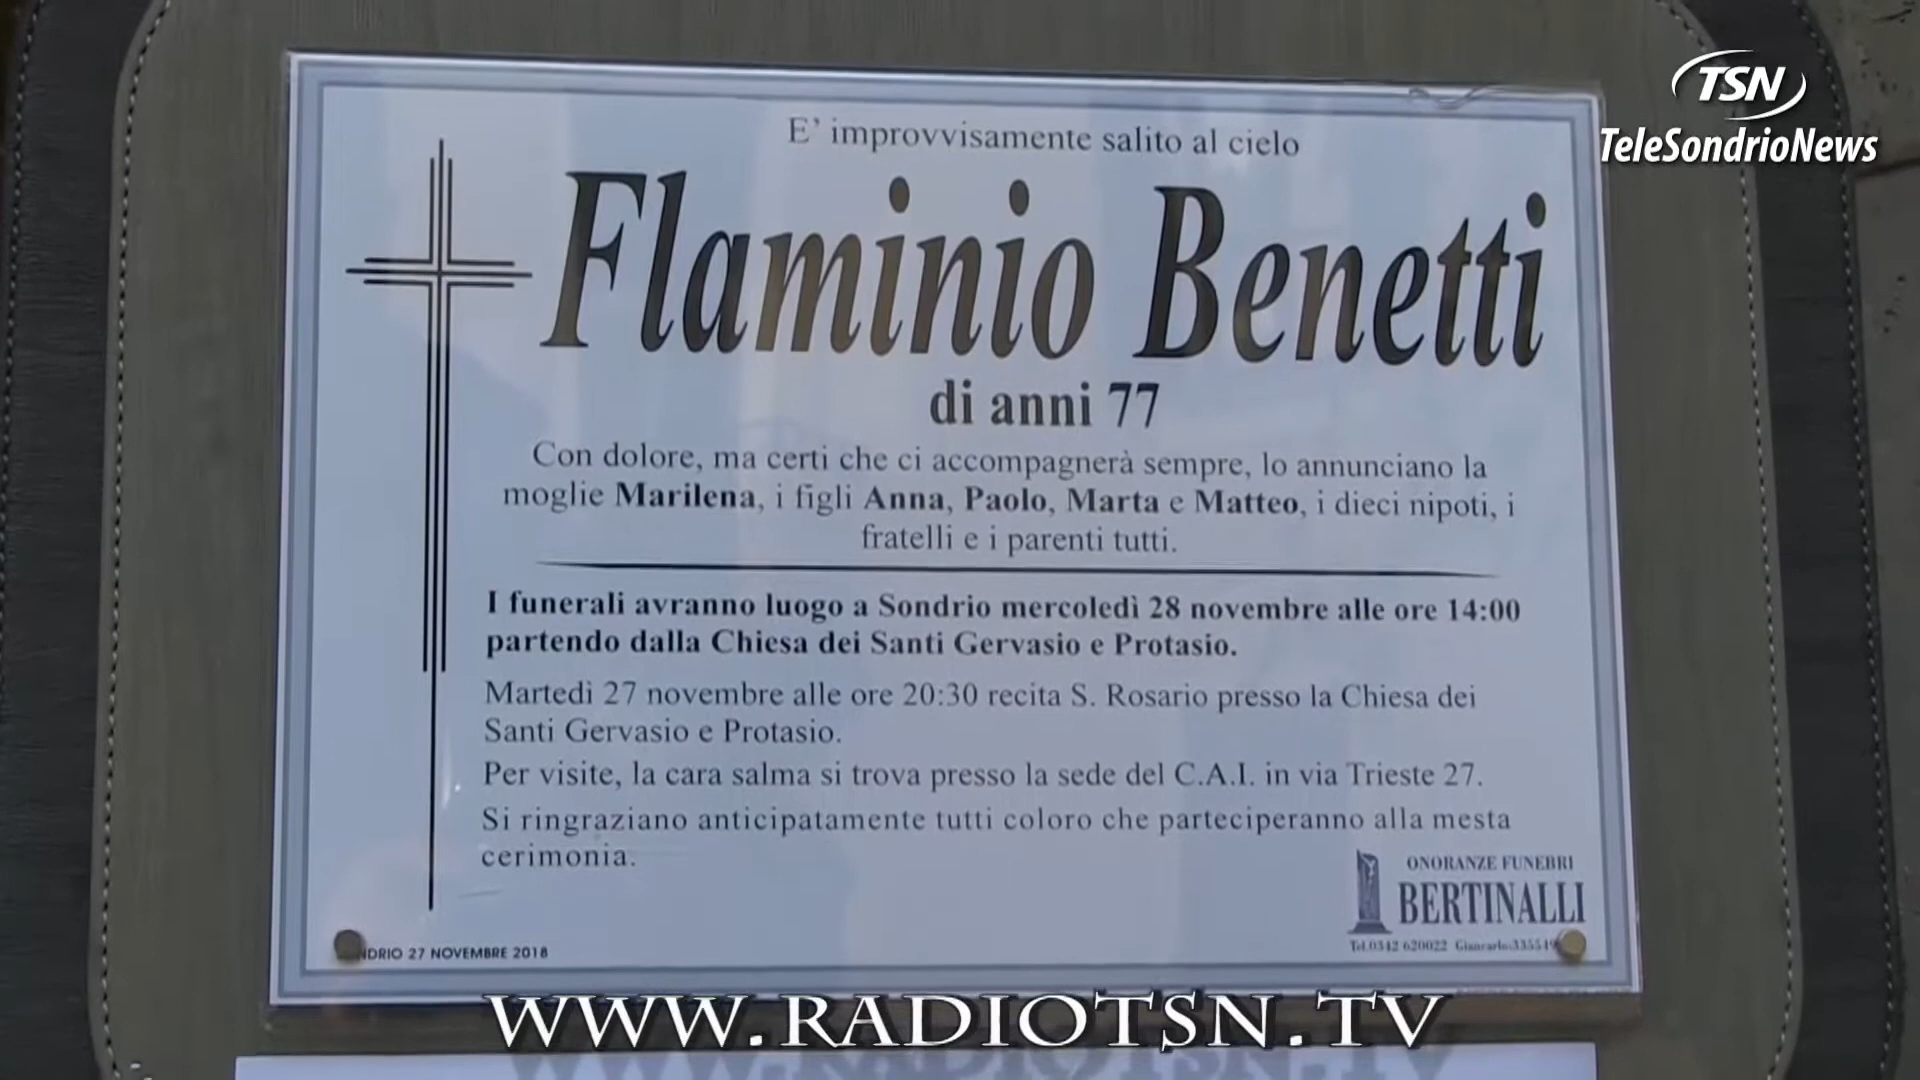 TSN
TeleSondrioNews
E' improvvisamente salito al cielo
Flaminio Benetti
di anni 77
Con dolore, ma certi che ci accompagnerà sempre, lo annunciano la
moglie Marilena, i figli Anna, Paolo, Marta e Matteo, i dieci nipoti, i
fratelli e i parenti tutti.
I funerali avranno luogo a Sondrio mercoledì 28 novembre alle ore 14:00
partendo dalla Chiesa dei Santi Gervasio e Protasio.
Martedì 27 novembre alle ore 20:30 recita S. Rosario presso la Chiesa dei
Santi Gervasio e Protasio.
Per visite, la cara salma si trova presso la sede del C.A.I. in via Trieste 27.
Si ringraziano anticipatamente tutti coloro che parteciperanno alla mesta
cerimonia.
ONORANZE FUNEBRI
BERTINALLI
Tel.0342 620022 Giancarlo:
27 NOVEMBRE 2018
WWW.RADIOTSN.TV